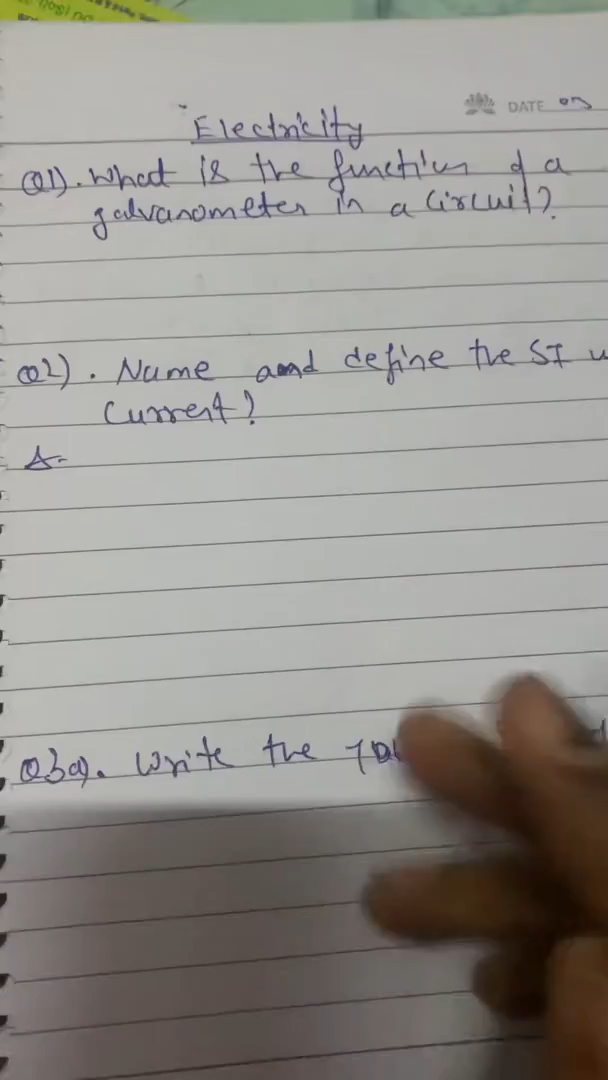 Electricity
DATE 03
Q1). What is the function of a
galvanometer in a circuit?
Q2). Name and define the SI
Current?
A-
Q3a). Write the